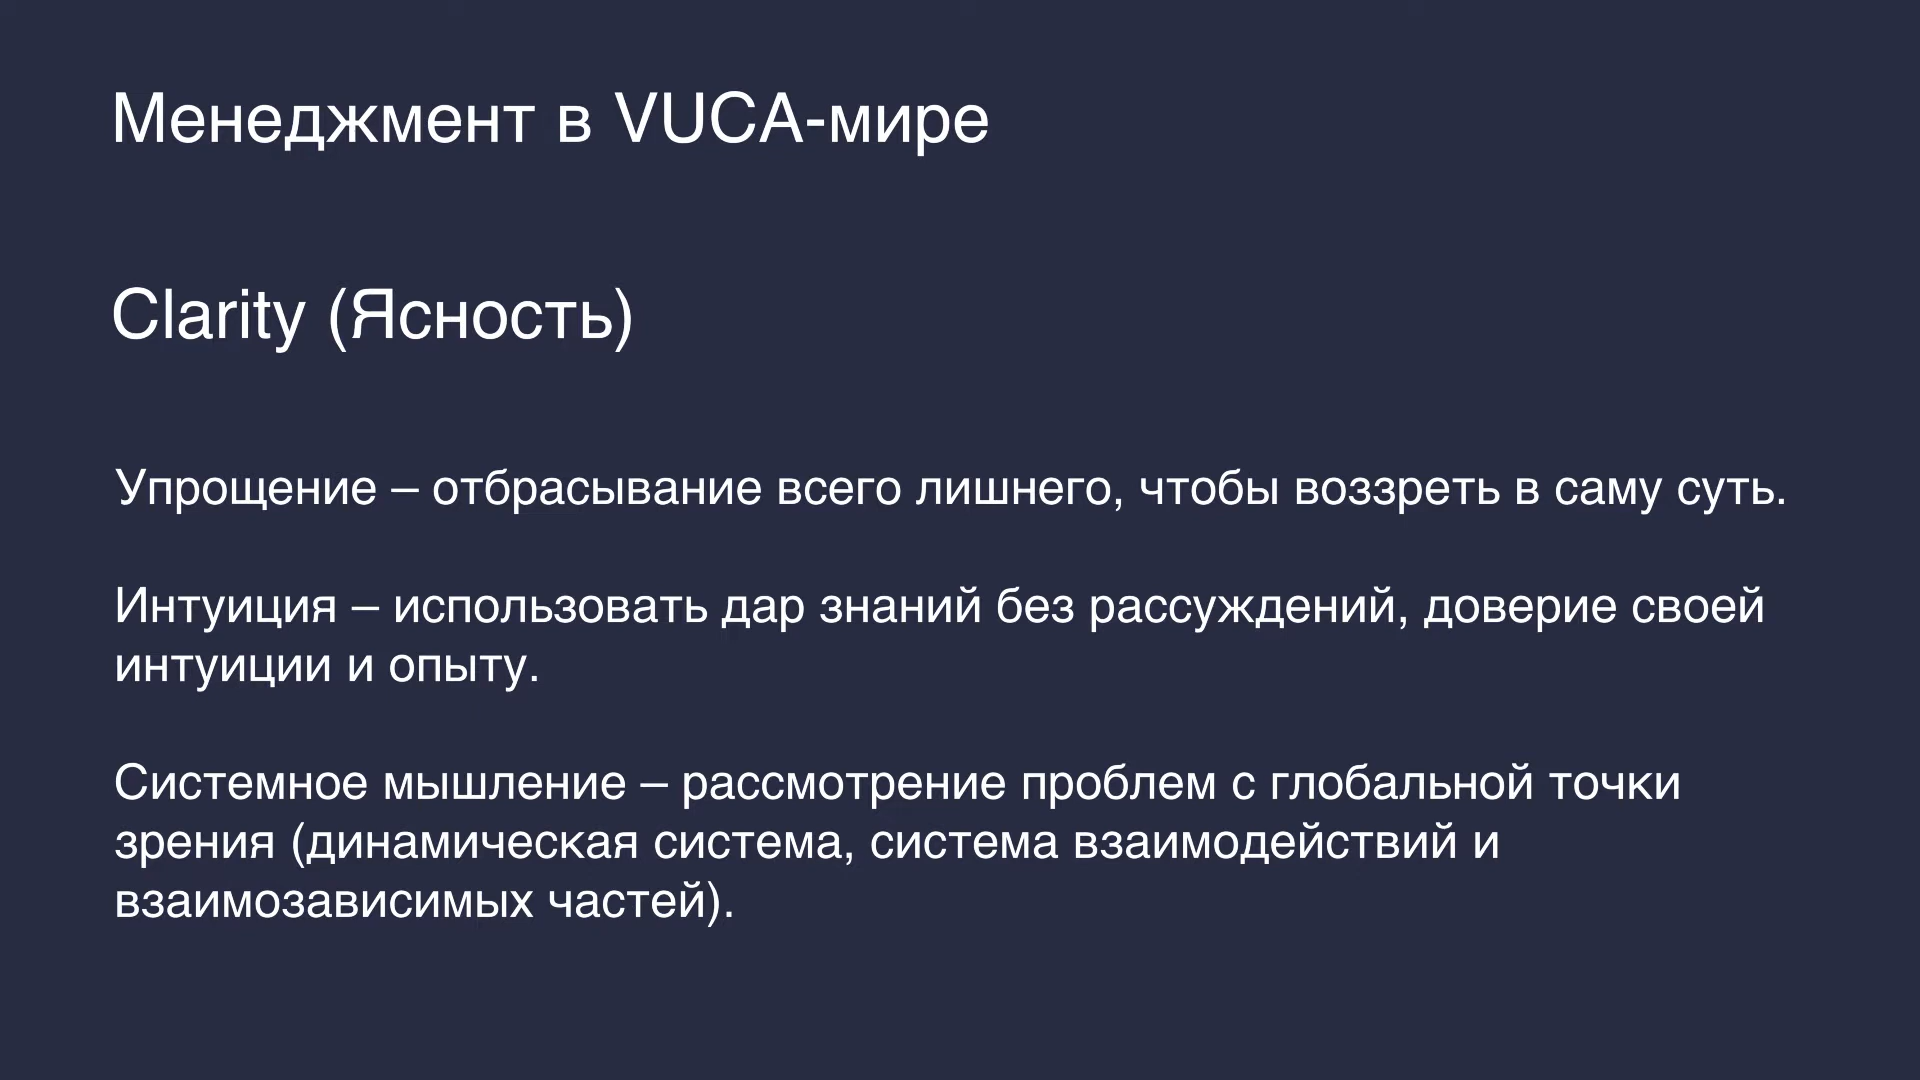 Менеджмент в VUCA-мире
Clarity (Ясность)
Упрощение – отбрасывание всего лишнего, чтобы воззреть в саму суть.
Интуиция – использовать дар знаний без рассуждений, доверие своей
интуиции и опыту.
Системное мышление – рассмотрение проблем с глобальной точки
зрения (динамическая система, система взаимодействий и
взаимозависимых частей).